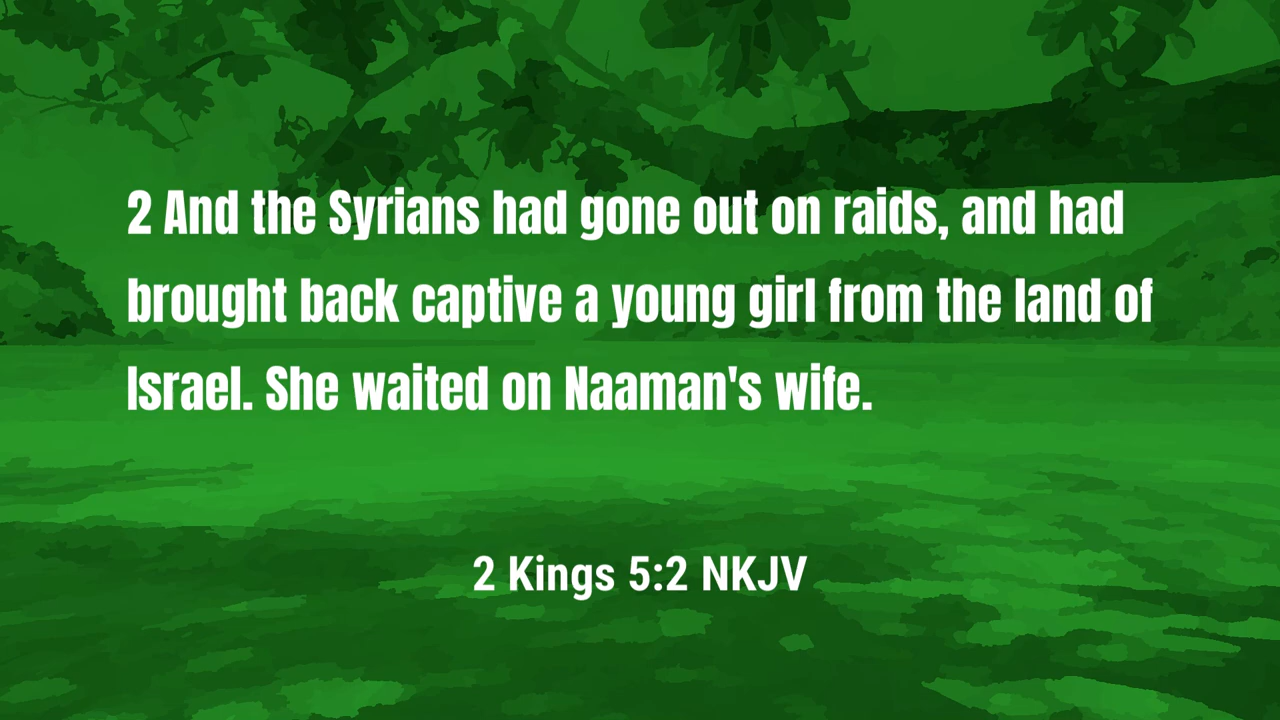 2 And the Syrians had gone out on raids, and had
brought back captive a young girl from the land of
Israel. She waited on Naaman's wife.
2 Kings 5:2 NKJV